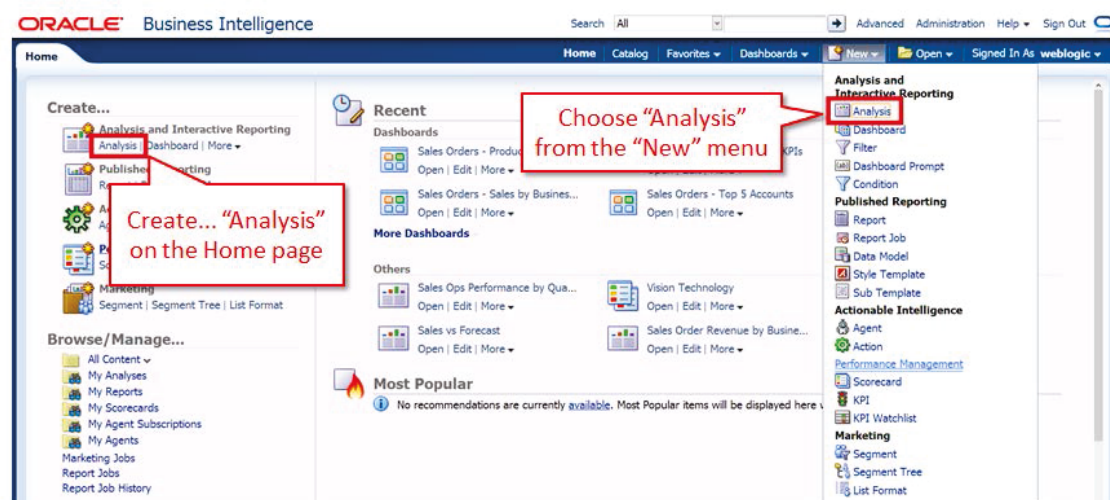 ORACLE Business Intelligence
Search All Advanced Administration Help Sign Out
Home
Home Catalog Favorites Dashboards New Open Signed In As weblogic
Create...
Analysis and Interactive Reporting
Analysis | Dashboard | More
Published Reporting
Create... “Analysis”
on the Home page
Marketing
Segment | Segment Tree | List Format
Browse/Manage...
All Content
My Analyses
My Reports
My Scorecards
My Agent Subscriptions
My Agents
Marketing Jobs
Report Jobs
Report Job History
Recent
Dashboards
Sales Orders - Produ
KPIs
Open | Edit | More
Choose “Analysis”
from the “New” menu
Sales Orders - Sales by Busines...
Open | Edit | More
Sales Orders - Top 5 Accounts
Open | Edit | More
More Dashboards
Others
Sales Ops Performance by Qua...
Open | Edit | More
Vision Technology
Open | Edit | More
Sales vs Forecast
Open | Edit | More
Sales Order Revenue by Busine...
Open | Edit | More
Most Popular
No recommendations are currently available. Most Popular items will be displayed here
Analysis and
Interactive Reporting
Analysis
Dashboard
Filter
Dashboard Prompt
Condition
Published Reporting
Report
Report Job
Data Model
Style Template
Sub Template
Actionable Intelligence
Agent
Action
Performance Management
Scorecard
KPI
KPI Watchlist
Marketing
Segment
Segment Tree
List Format